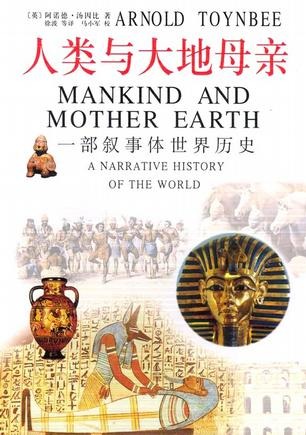 [英] 阿诺德·汤因比 著 ARNOLD TOYNBEE
徐波 等译 马小军 校
人类与大地母亲
MANKIND AND
MOTHER EARTH
一部叙事体世界历史
A NARRATIVE HISTORY
OF THE WORLD